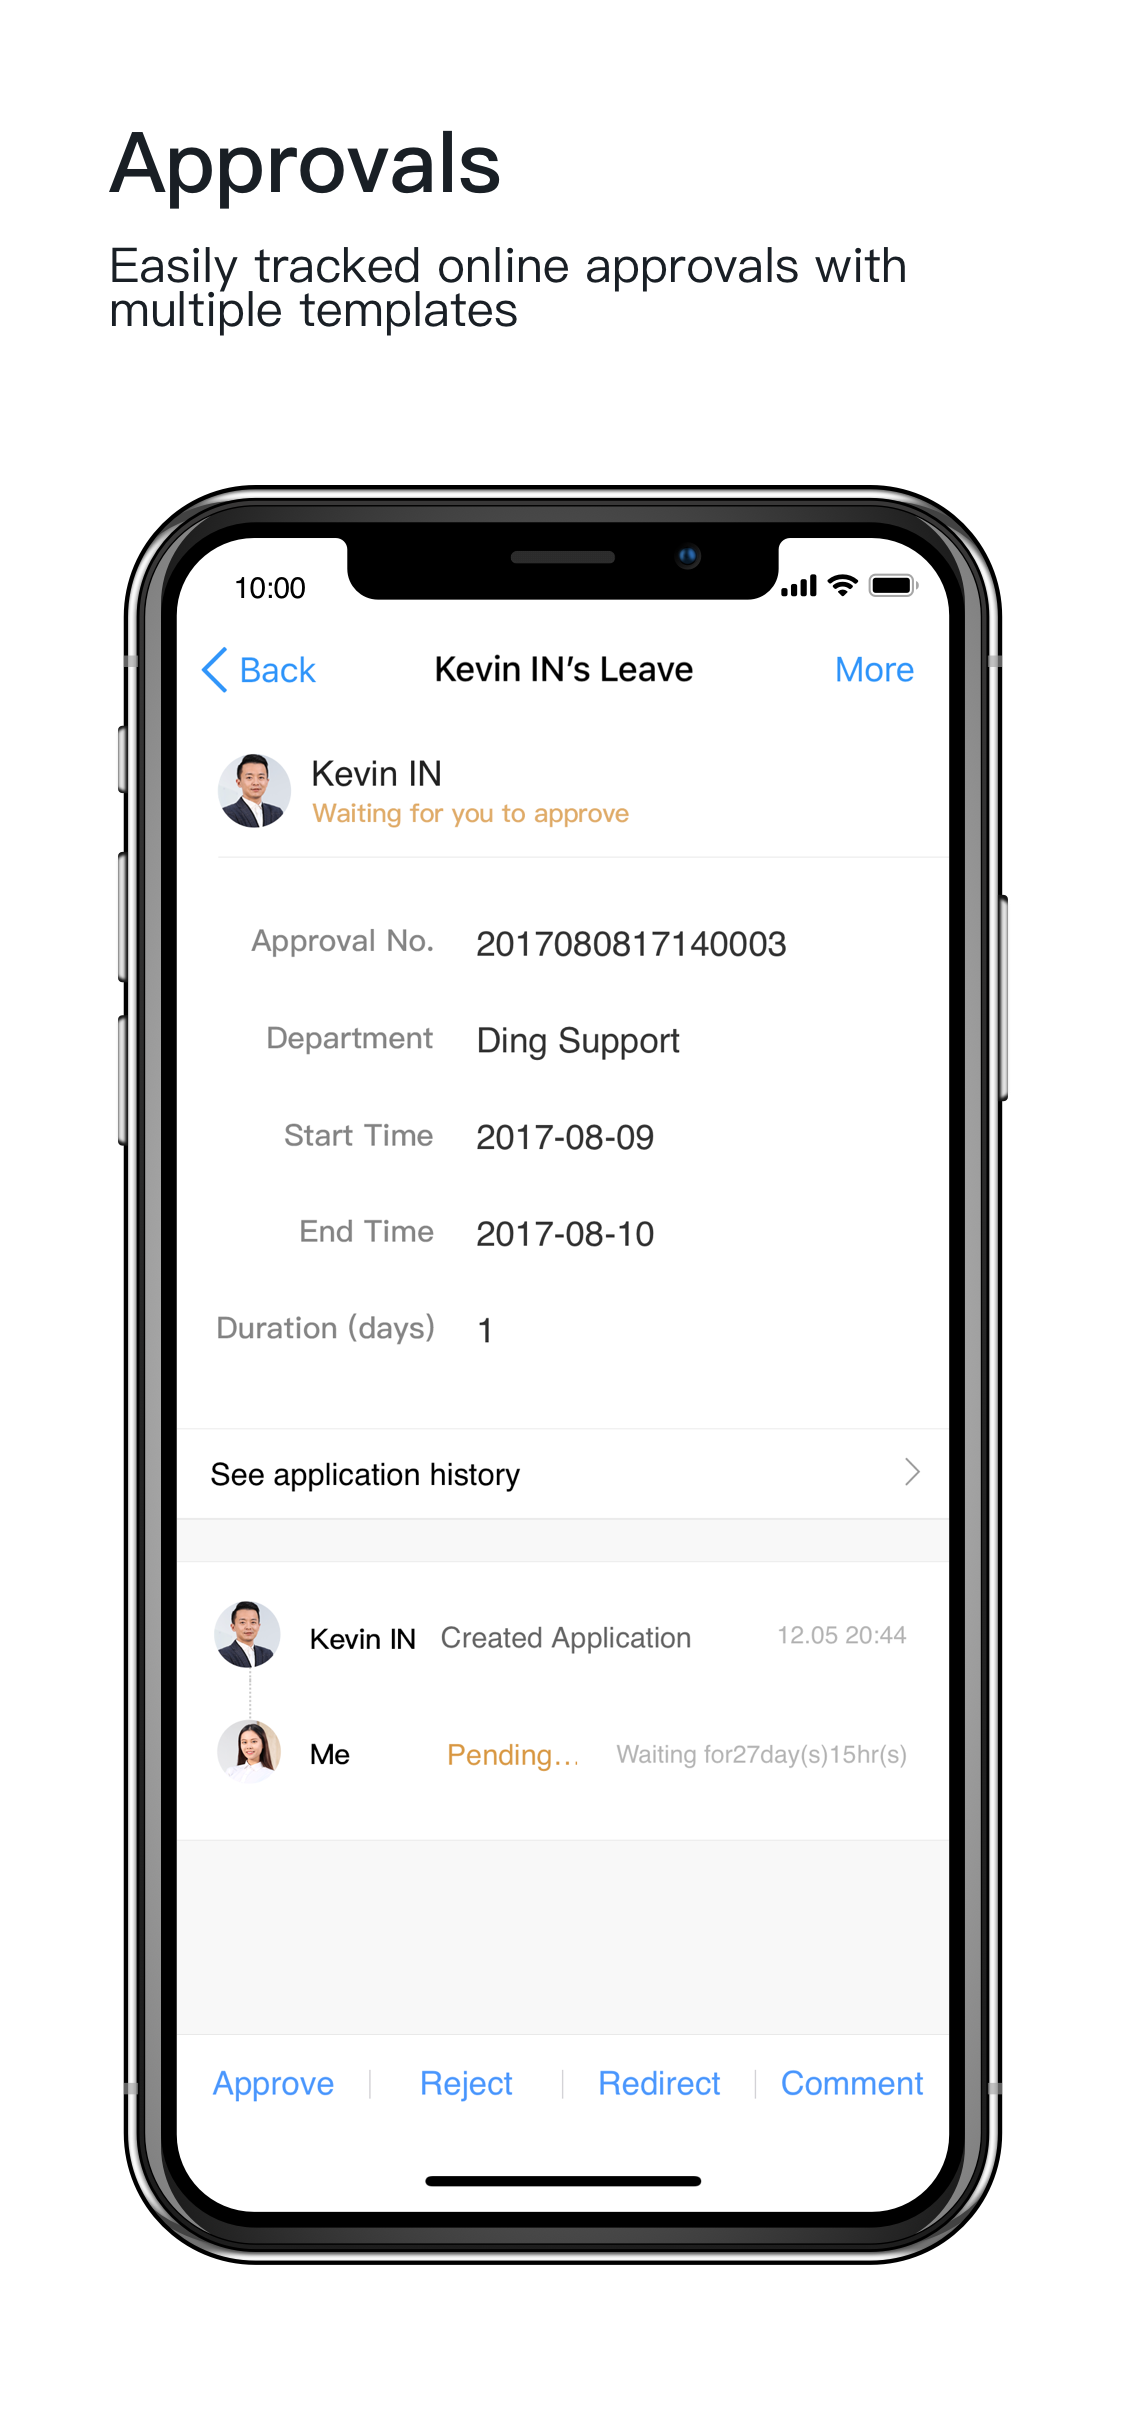 Approvals
Easily tracked online approvals with
multiple templates
10:00
Back
Kevin IN's Leave
More
Kevin IN
Waiting for you to approve
Approval No. 2017080817140003
Department Ding Support
Start Time 2017-08-09
End Time 2017-08-10
Duration (days) 1
See application history
Kevin IN Created Application 12.05 20:44
Me Pending... Waiting for27day(s)15hr(s)
Approve Reject Redirect Comment